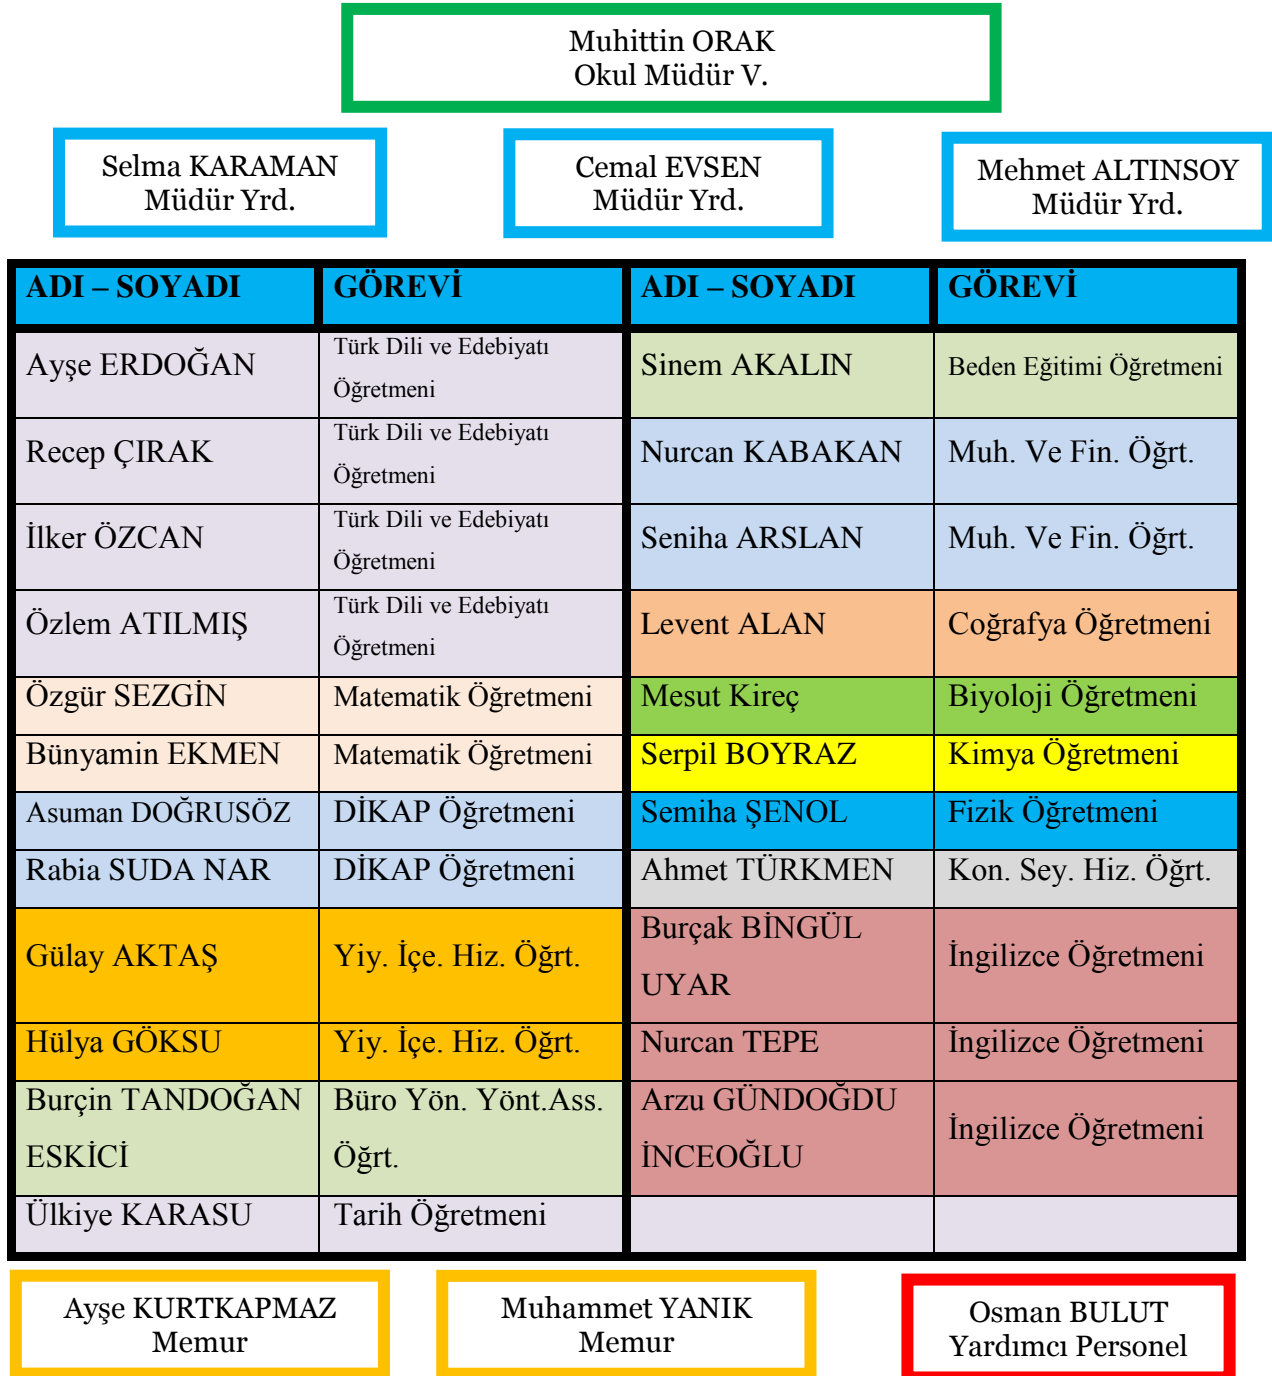 Muhittin ORAK
Okul Müdür V.
Selma KARAMAN
Müdür Yrd.
Cemal EVSEN
Müdür Yrd.
Mehmet ALTINSOY
Müdür Yrd.
ADI – SOYADI GÖREVİ ADI – SOYADI GÖREVİ
Ayşe ERDOĞAN Türk Dili ve Edebiyatı
Öğretmeni
Sinem AKALIN Beden Eğitimi Öğretmeni
Recep ÇIRAK Türk Dili ve Edebiyatı
Öğretmeni
Nurcan KABAKAN Muh. Ve Fin. Öğrt.
İlker ÖZCAN Türk Dili ve Edebiyatı
Öğretmeni
Seniha ARSLAN Muh. Ve Fin. Öğrt.
Özlem ATILMIŞ Türk Dili ve Edebiyatı
Öğretmeni
Levent ALAN Coğrafya Öğretmeni
Özgür SEZGİN Matematik Öğretmeni Mesut Kireç Biyoloji Öğretmeni
Bünyamin EKMEN Matematik Öğretmeni Serpil BOYRAZ Kimya Öğretmeni
Asuman DOĞRUSÖZ DİKAP Öğretmeni Semiha ŞENOL Fizik Öğretmeni
Rabia SUDA NAR DİKAP Öğretmeni Ahmet TÜRKMEN Kon. Sey. Hiz. Öğrt.
Gülay AKTAŞ Yiy. İçe. Hiz. Öğrt. Burçak BİNGÜL
UYAR
İngilizce Öğretmeni
Hülya GÖKSU Yiy. İçe. Hiz. Öğrt. Nurcan TEPE İngilizce Öğretmeni
Burçin TANDOĞAN
ESKİCİ
Büro Yön. Yönt.Ass.
Öğrt.
Arzu GÜNDOĞDU
İNCEOĞLU
İngilizce Öğretmeni
Ülkiye KARASU Tarih Öğretmeni
Ayşe KURTKAPMAZ
Memur
Muhammet YANIK
Memur
Osman BULUT
Yardımcı Personel